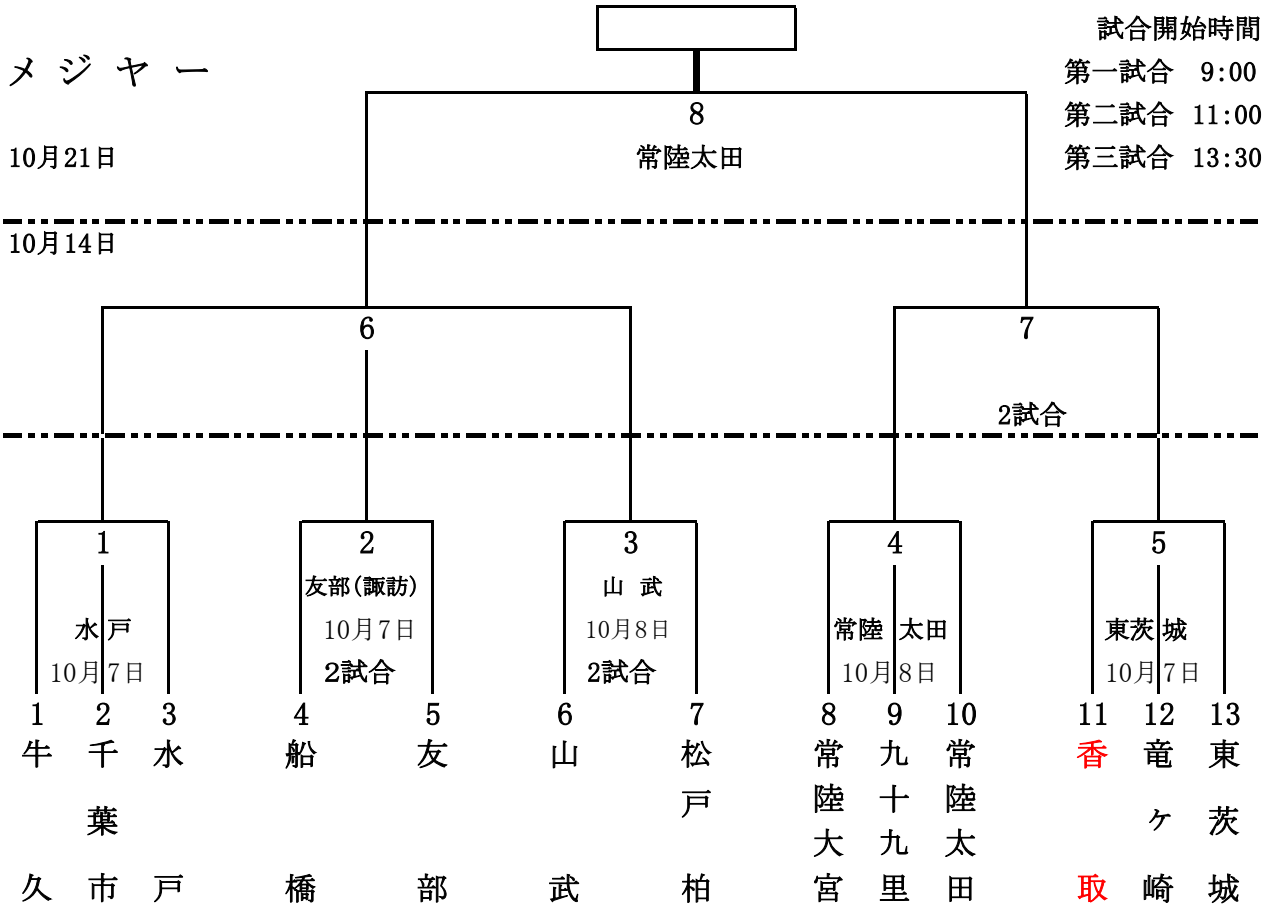 試合開始時間
メジャー
第一試合 9:00
8
第二試合 11:00
10月21日
常陸太田
第三試合 13:30
10月14日
6
7
2試合
1
2
3
4
5
友部(諏訪)
山 武
水戸
10月7日
10月8日
常陸 太田
東茨城
10月7日
2試合
2試合
10月8日
10月7日
1
2
3
4
5
6
7
8
9
10
11
12
13
牛久
千葉市
水戸
船橋
友部
山武
松戸柏
常陸大宮
九十九里
常陸太田
香取
竜ヶ崎
東茨城